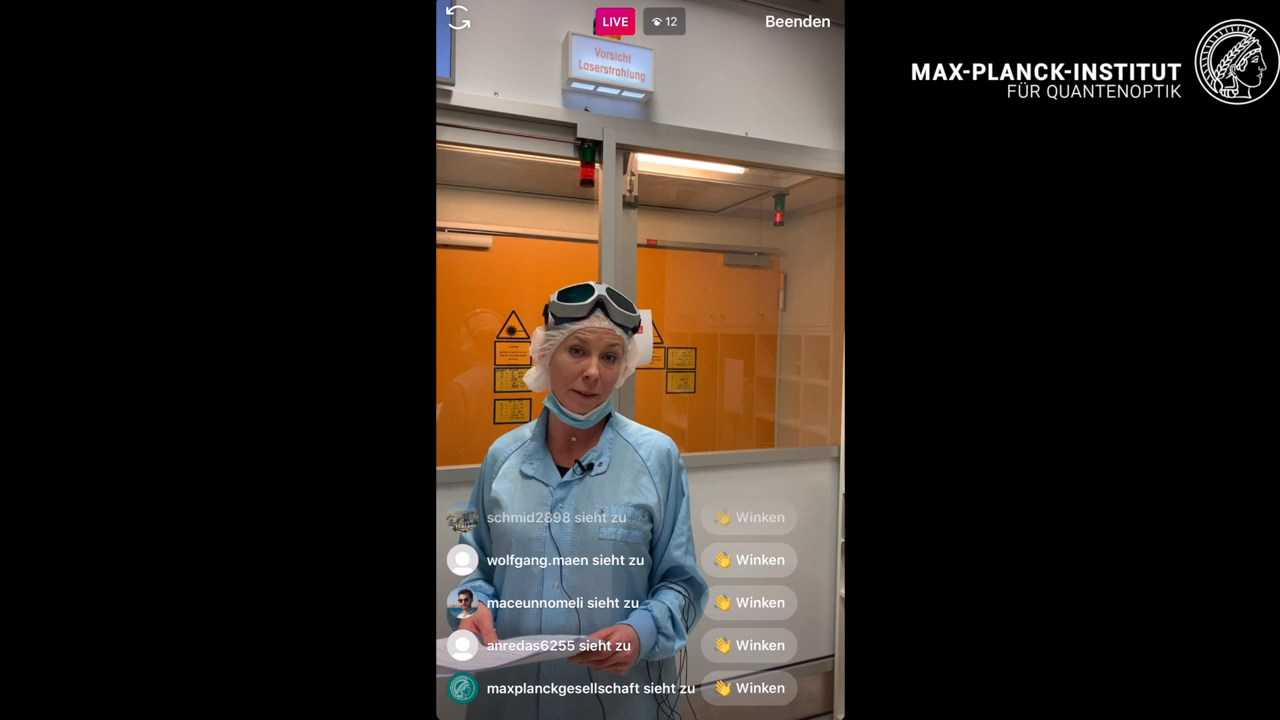 LIVE
12
Beenden
Vorsicht
Laserstrahlung
MAX-PLANCK-INSTITUT
FÜR QUANTENOPTIK
schmid2898 sieht zu
👋 Winken
wolfgang.maen sieht zu
👋 Winken
maceunnomeli sieht zu
👋 Winken
anredas6255 sieht zu
👋 Winken
maxplanckgesellschaft sieht zu
👋 Winken